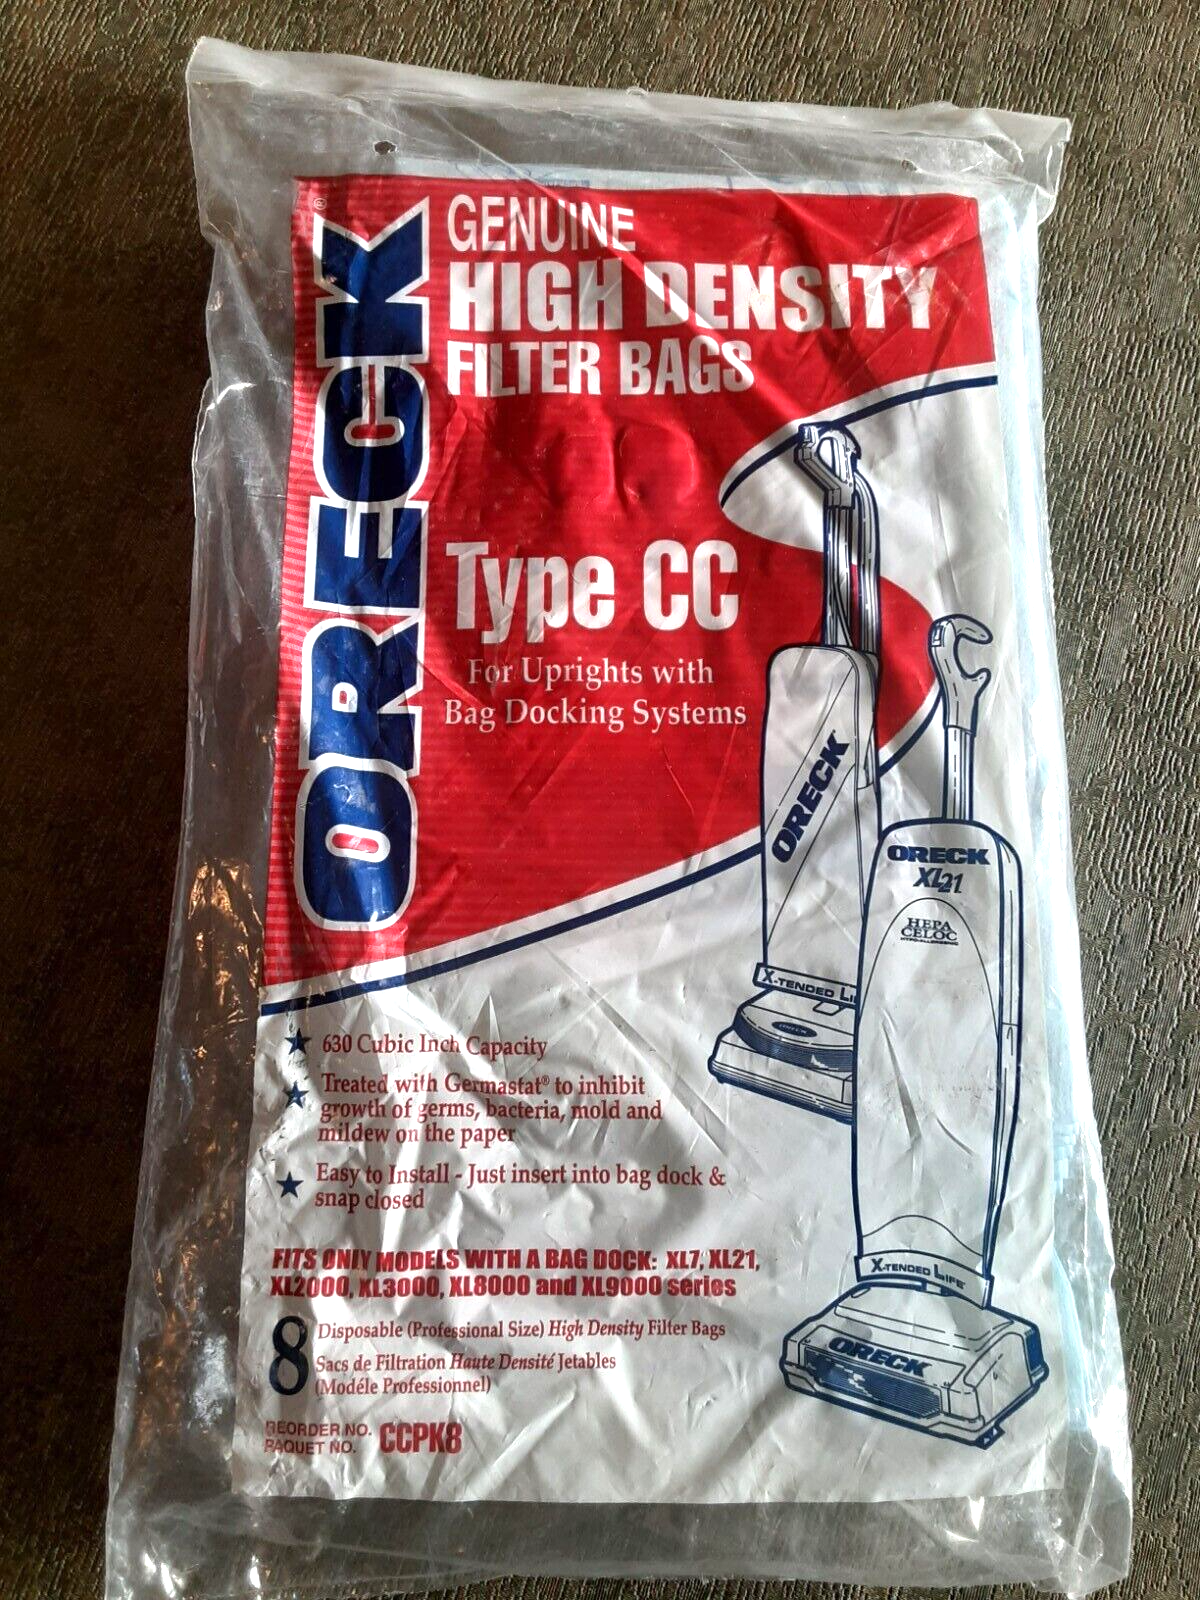 ORECK®
GENUINE
HIGH DENSITY
FILTER BAGS
Type CC
For Uprights with
Bag Docking Systems
ORECK
X-TENDED LI
ORECK
ORECK
XL21
HEPA
CELOC
HYPO-ALLERGENIC
X-TENDED LIFE
ORECK
★ 630 Cubic Inch Capacity
★ Treated with Germastat® to inhibit
growth of germs, bacteria, mold and
mildew on the paper
★ Easy to Install - Just insert into bag dock &
snap closed
FITS ONLY MODELS WITH A BAG DOCK: XL7, XL21,
XL2000, XL3000, XL8000 and XL9000 series
8 Disposable (Professional Size) High Density Filter Bags
Sacs de Filtration Haute Densité Jetables
(Modéle Professionnel)
REORDER NO.
PAQUET NO. CCPK8